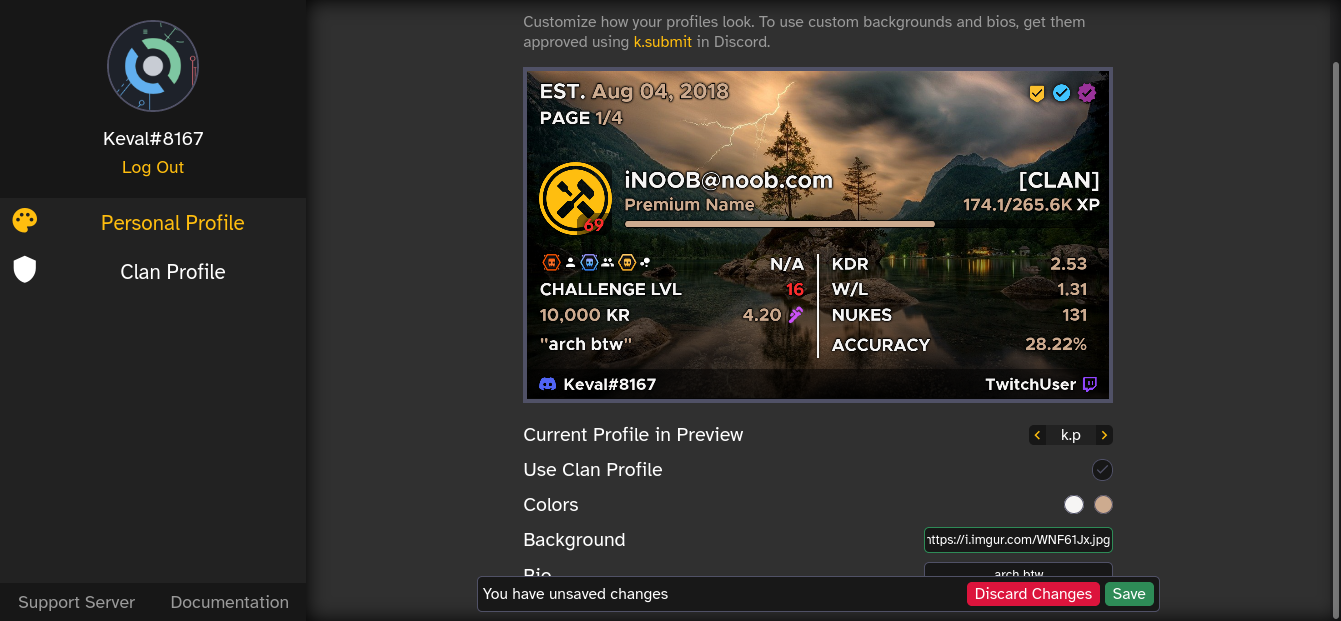 Keval#8167
Log Out
Personal Profile
Clan Profile
Support Server
Documentation
Customize how your profiles look. To use custom backgrounds and bios, get them
approved using k.submit in Discord.
EST. Aug 04, 2018
PAGE 1/4
iNOOB@noob.com
[CLAN]
Premium Name
174.1/265.6K XP
69
N/A
CHALLENGE LVL 16
10,000 KR 4.20
"arch btw"
KDR 2.53
W/L 1.31
NUKES 131
ACCURACY 28.22%
Keval#8167
TwitchUser
Current Profile in Preview
k.p
Use Clan Profile
Colors
Background
https://i.imgur.com/WNF61Jx.jpg
Bio
arch btw
You have unsaved changes
Discard Changes
Save